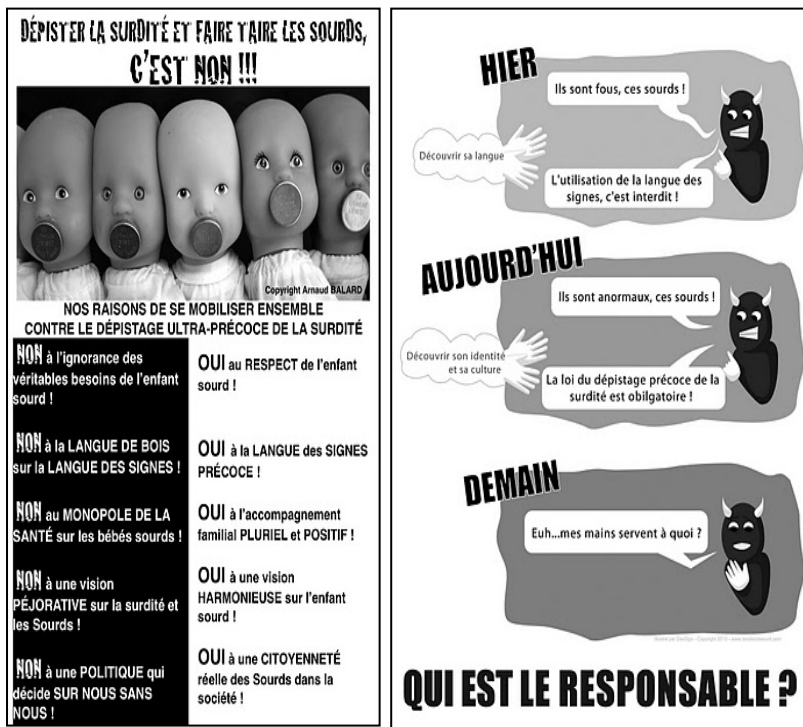 DÉPISTER LA SURDITÉ ET FAIRE TAIRE LES SOURDS,
C'EST NON !!!
Copyright Arnaud BALARD
NOS RAISONS DE SE MOBILISER ENSEMBLE
CONTRE LE DÉPISTAGE ULTRA-PRÉCOCE DE LA SURDITÉ
NON à l'ignorance des
véritables besoins de l'enfant
sourd !
OUI au RESPECT de l'enfant
sourd !
NON à la LANGUE DE BOIS
sur la LANGUE DES SIGNES !
OUI à la LANGUE des SIGNES
PRÉCOCE !
NON au MONOPOLE DE LA
SANTÉ sur les bébés sourds !
OUI à l'accompagnement
familial PLURIEL et POSITIF !
NON à une vision
PÉJORATIVE sur la surdité et
les Sourds !
OUI à une vision
HARMONIEUSE sur l'enfant
sourd !
NON à une POLITIQUE qui
décide SUR NOUS SANS
NOUS !
OUI à une CITOYENNETÉ
réelle des Sourds dans la
société !
HIER
Ils sont fous, ces sourds !
Découvrir sa langue
L'utilisation de la langue des
signes, c'est interdit !
AUJOURD'HUI
Ils sont anormaux, ces sourds !
Découvrir son identité
et sa culture
La loi du dépistage précoce de la
surdité est obilgatoire !
DEMAIN
Euh...mes mains servent à quoi ?
QUI EST LE RESPONSABLE ?